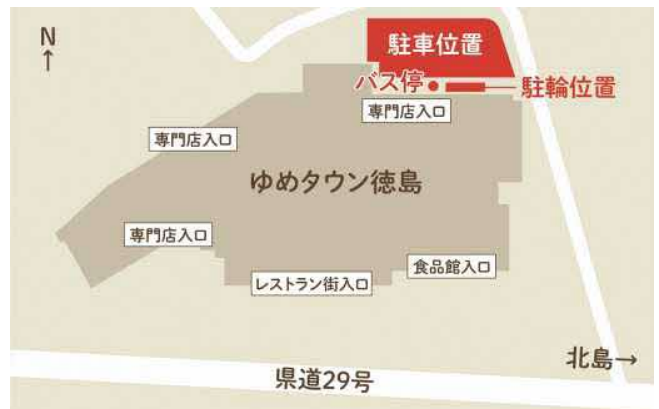 N
駐車位置
バス停
駐輪位置
専門店入口
専門店入口
ゆめタウン徳島
専門店入口
食品館入口
レストラン街入口
北島→
県道29号